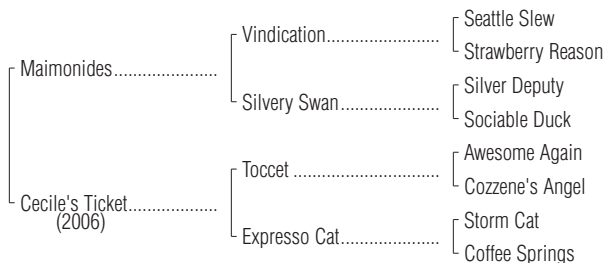 Seattle Slew
Vindication........................
Strawberry Reason
Maimonides......................
Silver Deputy
Silvery Swan.....................
Sociable Duck
Awesome Again
Toccet ...............................
Cozzene's Angel
Cecile's Ticket...................
(2006)
Storm Cat
Expresso Cat.....................
Coffee Springs